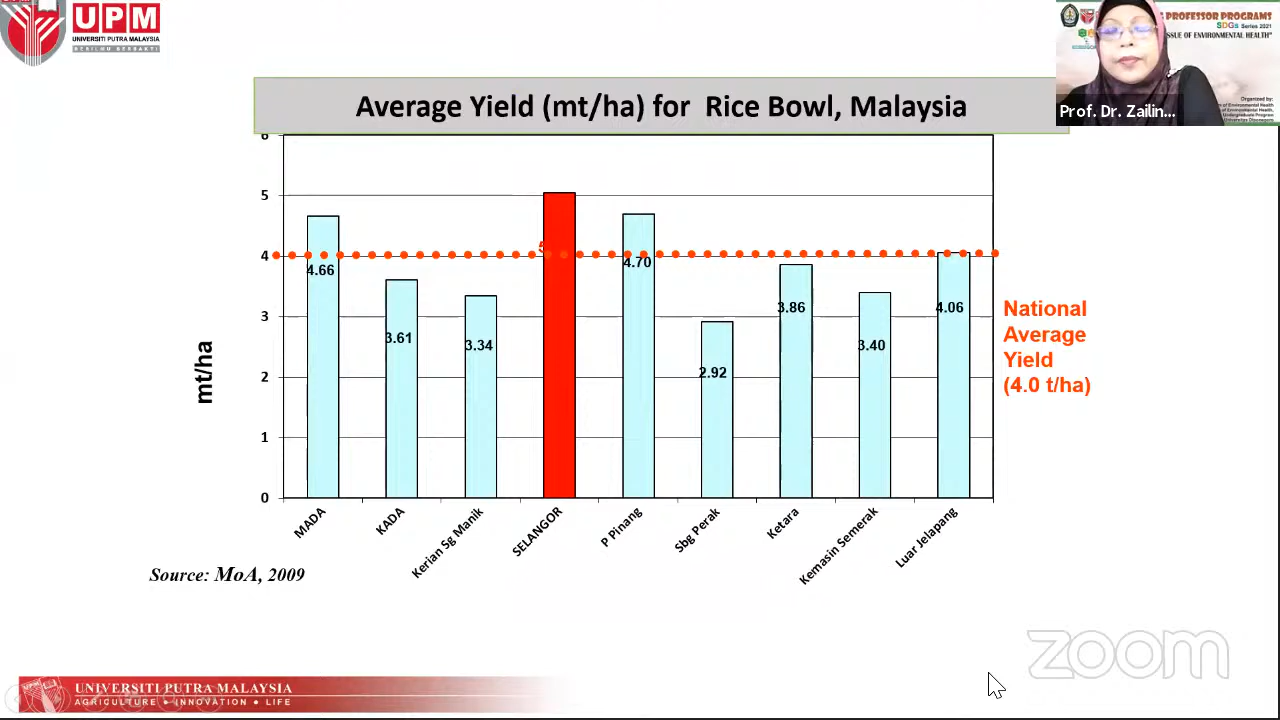 UPM
UNIVERSITI PUTRA MALAYSIA
BERILMU BERBAKTI
PROFESSOR PROGRAMS
SDGs Series 2021
ISSUE OF ENVIRONMENTAL HEALTH"
Organized by:
Prof. Dr. Zailin...
Average Yield (mt/ha) for Rice Bowl, Malaysia
6
5
4
3
2
1
0
mt/ha
4.66
3.61
3.34
5
4.70
2.92
3.86
3.40
4.06
National
Average
Yield
(4.0 t/ha)
MADA
KADA
Kerian Sg Manik
SELANGOR
P Pinang
Sbg Perak
Ketara
Kemasin Semerak
Luar Jelapang
Source: MoA, 2009
zoom
UNIVERSITI PUTRA MALAYSIA
AGRICULTURE • INNOVATION • LIFE